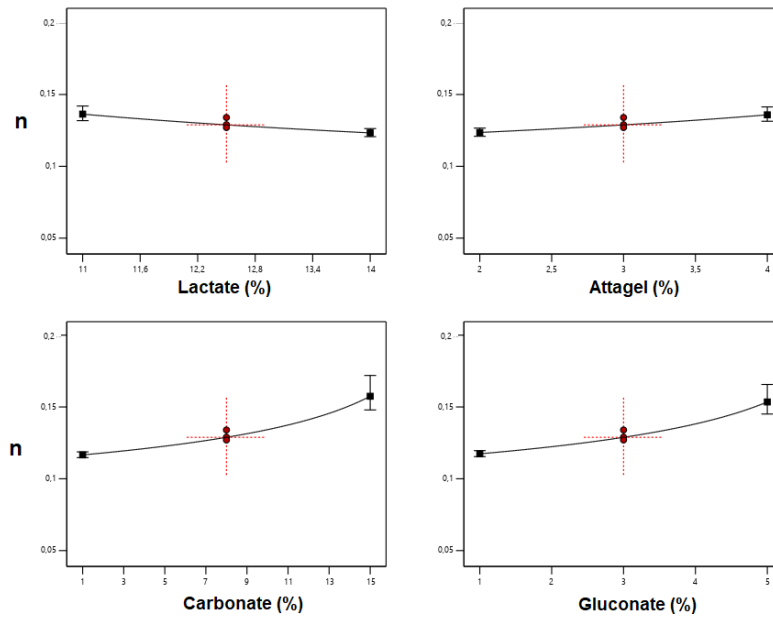 0,2
0,2
0,15
0,15
n
0,1
0,1
0,05
0,05
11 11,6 12,2 12,8 13,4 14
2 2,5 3 3,5 4
Lactate (%)
Attagel (%)
0,2
0,2
0,15
0,15
n
0,1
0,1
0,05
0,05
1 3 5 7 9 11 13 15
1 2 3 4 5
Carbonate (%)
Gluconate (%)